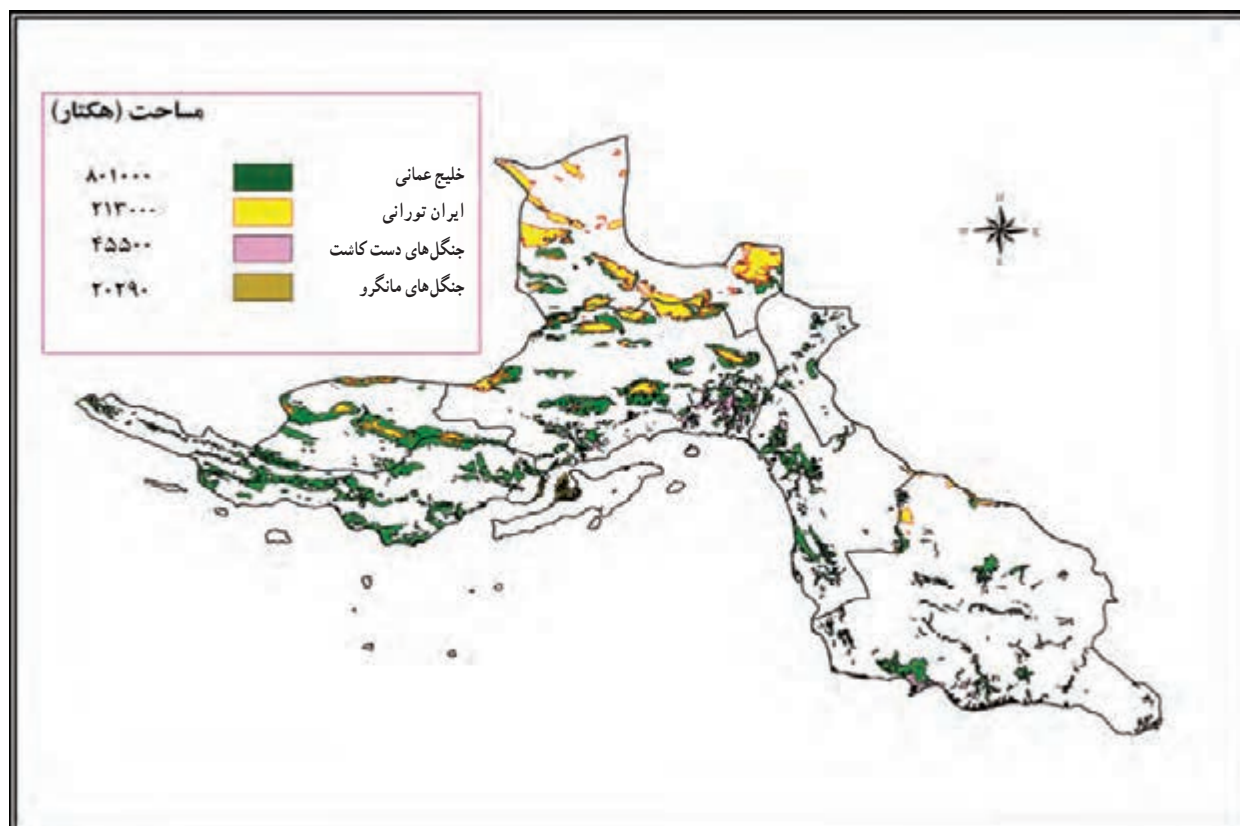 مساحت (هکتار)
خلیج عمانی ۸۰۱۰۰۰
ایران تورانی ۲۱۳۰۰۰
جنگل‌های دست کاشت ۴۵۵۰۰
جنگل‌های مانگرو ۲۰۲۹۰